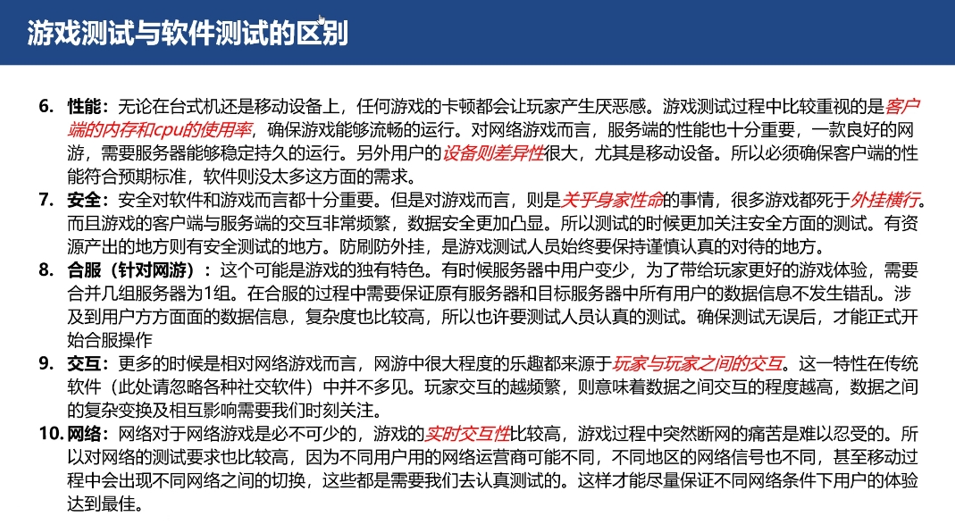 游戏测试与软件测试的区别
6. 性能：无论在台式机还是移动设备上，任何游戏的卡顿都会让玩家产生厌恶感。游戏测试过程中比较重视的是客户
端的内存和cpu的使用率，确保游戏能够流畅的运行。对网络游戏而言，服务端的性能也十分重要，一款良好的网
游，需要服务器能够稳定持久的运行。另外用户的设备则差异性很大，尤其是移动设备。所以必须确保客户端的性
能符合预期标准，软件则没太多这方面的需求。
7. 安全：安全对软件和游戏而言都十分重要。但是对游戏而言，则是关乎身家性命的事情，很多游戏都死于外挂横行。
而且游戏的客户端与服务端的交互非常频繁，数据安全更加凸显。所以测试的时候更加关注安全方面的测试。有资
源产出的地方则有安全测试的地方。防刷防外挂，是游戏测试人员始终要保持谨慎认真的对待的地方。
8. 合服（针对网游）：这个可能是游戏的独有特色。有时候服务器中用户变少，为了带给玩家更好的游戏体验，需要
合并几组服务器为1组。在合服的过程中需要保证原有服务器和目标服务器中所有用户的数据信息不发生错乱。涉
及到用户方方面面的数据信息，复杂度也比较高，所以也许要测试人员认真的测试。确保测试无误后，才能正式开
始合服操作
9. 交互：更多的时候是相对网络游戏而言，网游中很大程度的乐趣都来源于玩家与玩家之间的交互。这一特性在传统
软件（此处请忽略各种社交软件）中并不多见。玩家交互的越频繁，则意味着数据之间交互的程度越高，数据之间
的复杂变换及相互影响需要我们时刻关注。
10. 网络：网络对于网络游戏是必不可少的，游戏的实时交互性比较高，游戏过程中突然断网的痛苦是难以忍受的。所
以对网络的测试要求也比较高，因为不同用户用的网络运营商可能不同，不同地区的网络信号也不同，甚至移动过
程中会出现不同网络之间的切换，这些都是需要我们去认真测试的。这样才能尽量保证不同网络条件下用户的体验
达到最佳。